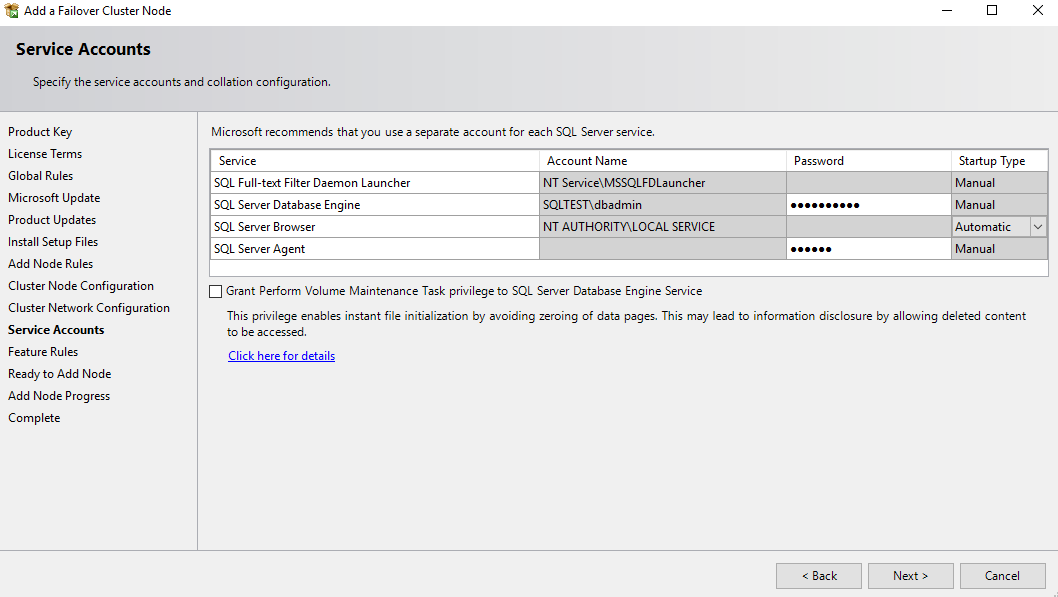 Add a Failover Cluster Node
Service Accounts
Specify the service accounts and collation configuration.
Product Key
License Terms
Global Rules
Microsoft Update
Product Updates
Install Setup Files
Add Node Rules
Cluster Node Configuration
Cluster Network Configuration
Service Accounts
Feature Rules
Ready to Add Node
Add Node Progress
Complete
Microsoft recommends that you use a separate account for each SQL Server service.
Service Account Name Password Startup Type
SQL Full-text Filter Daemon Launcher NT Service\MSSQLFDLauncher Manual
SQL Server Database Engine SQLTEST\dbadmin ●●●●●●●●●● Manual
SQL Server Browser NT AUTHORITY\LOCAL SERVICE Automatic
SQL Server Agent ●●●●●● Manual
Grant Perform Volume Maintenance Task privilege to SQL Server Database Engine Service
This privilege enables instant file initialization by avoiding zeroing of data pages. This may lead to information disclosure by allowing deleted content
to be accessed.
Click here for details
< Back Next > Cancel